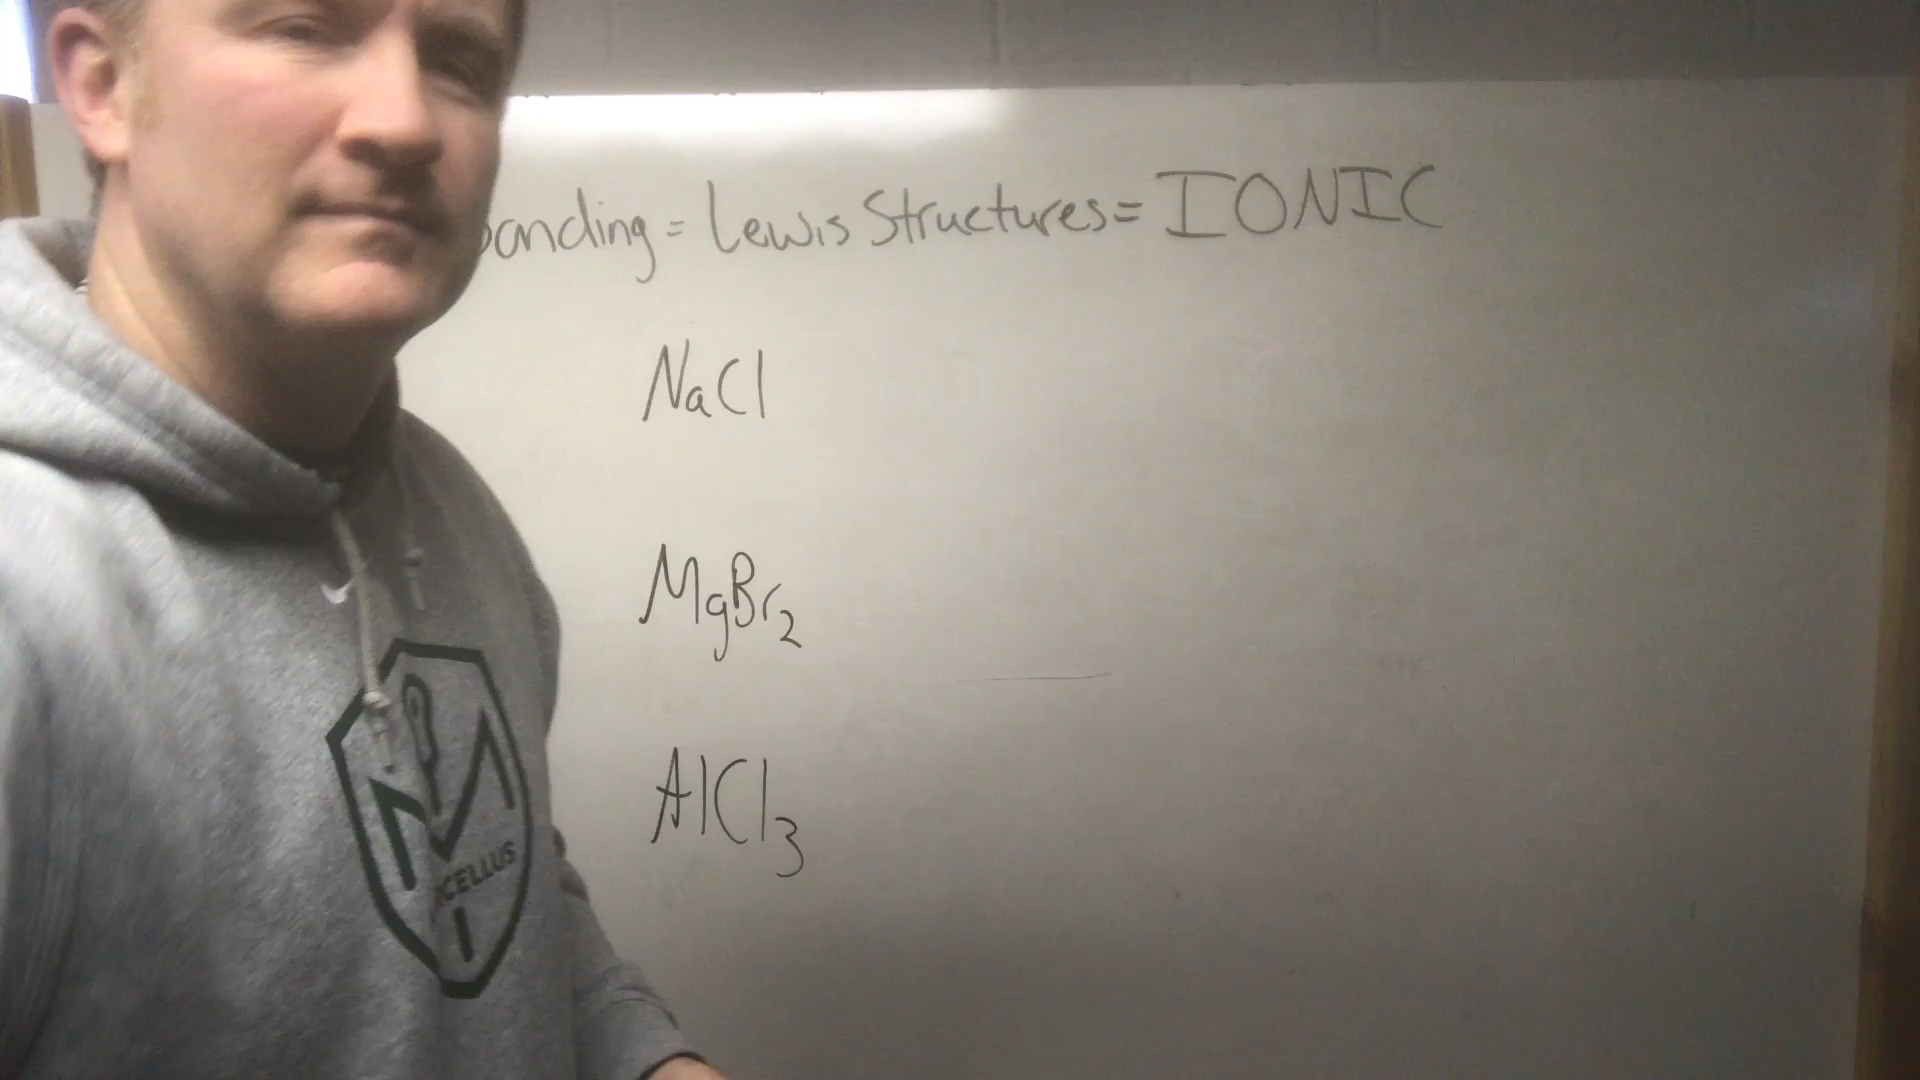 onding = Lewis Structures = IONIC
NaCl
MgBr2
AlCl3
M
CELLUS